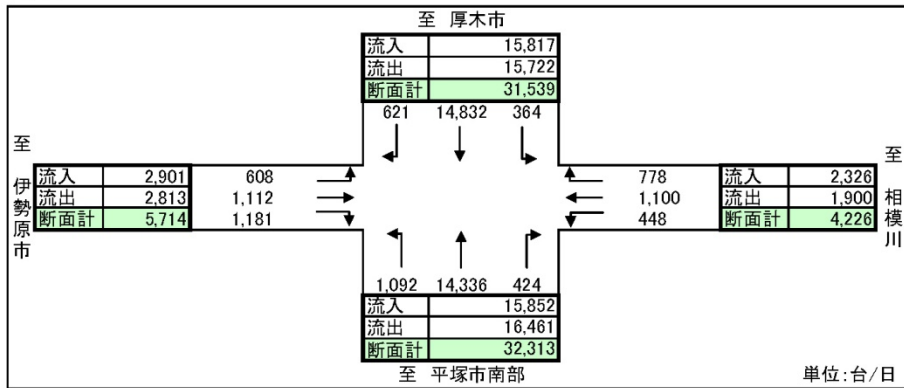 至 厚木市
流入 15,817
流出 15,722
断面計 31,539
621 14,832 364
至 伊勢原市
流入 2,901
流出 2,813
断面計 5,714
608
1,112
1,181
778
1,100
448
流入 2,326
流出 1,900
断面計 4,226
至 相模川
1,092 14,336 424
流入 15,852
流出 16,461
断面計 32,313
至 平塚市南部
単位:台/日